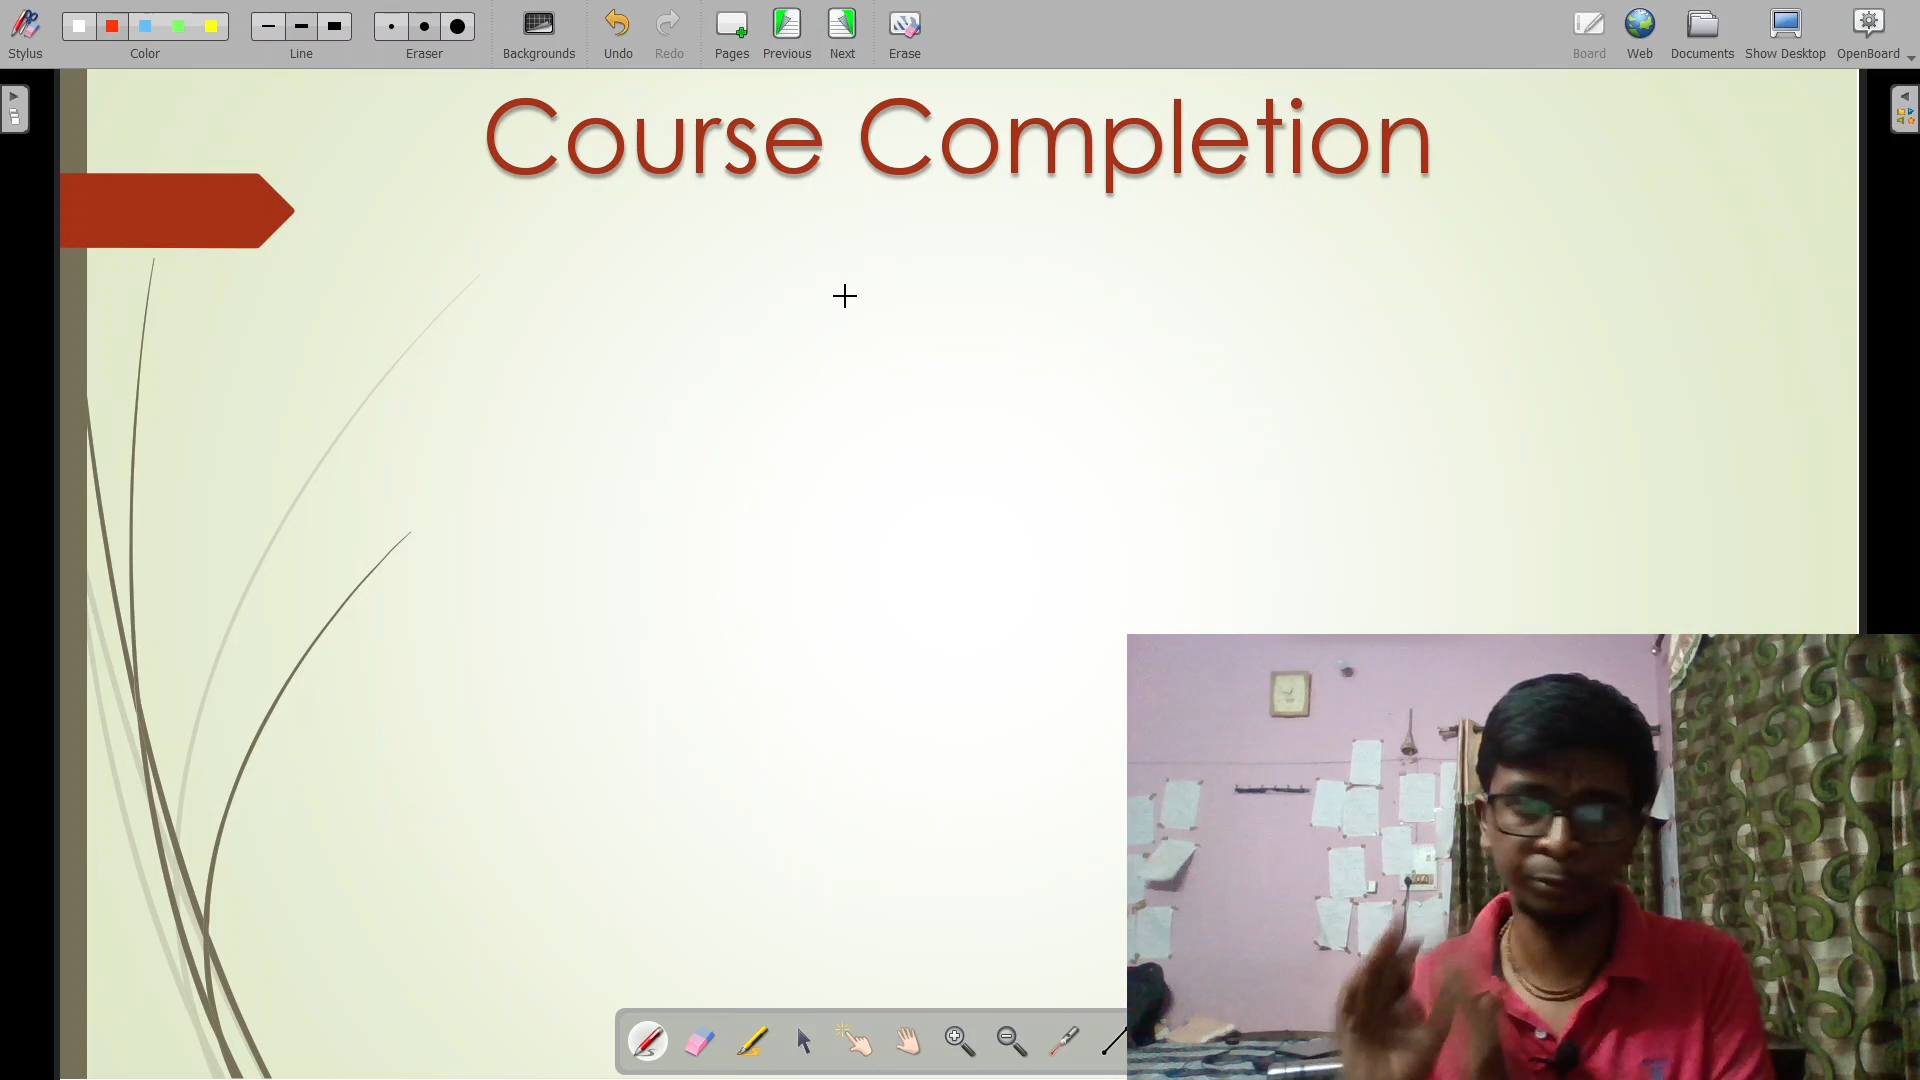 Stylus
Color
Line
Eraser
Backgrounds
Undo
Redo
Pages
Previous
Next
Erase
Board
Web
Documents
Show Desktop
OpenBoard
Course Completion